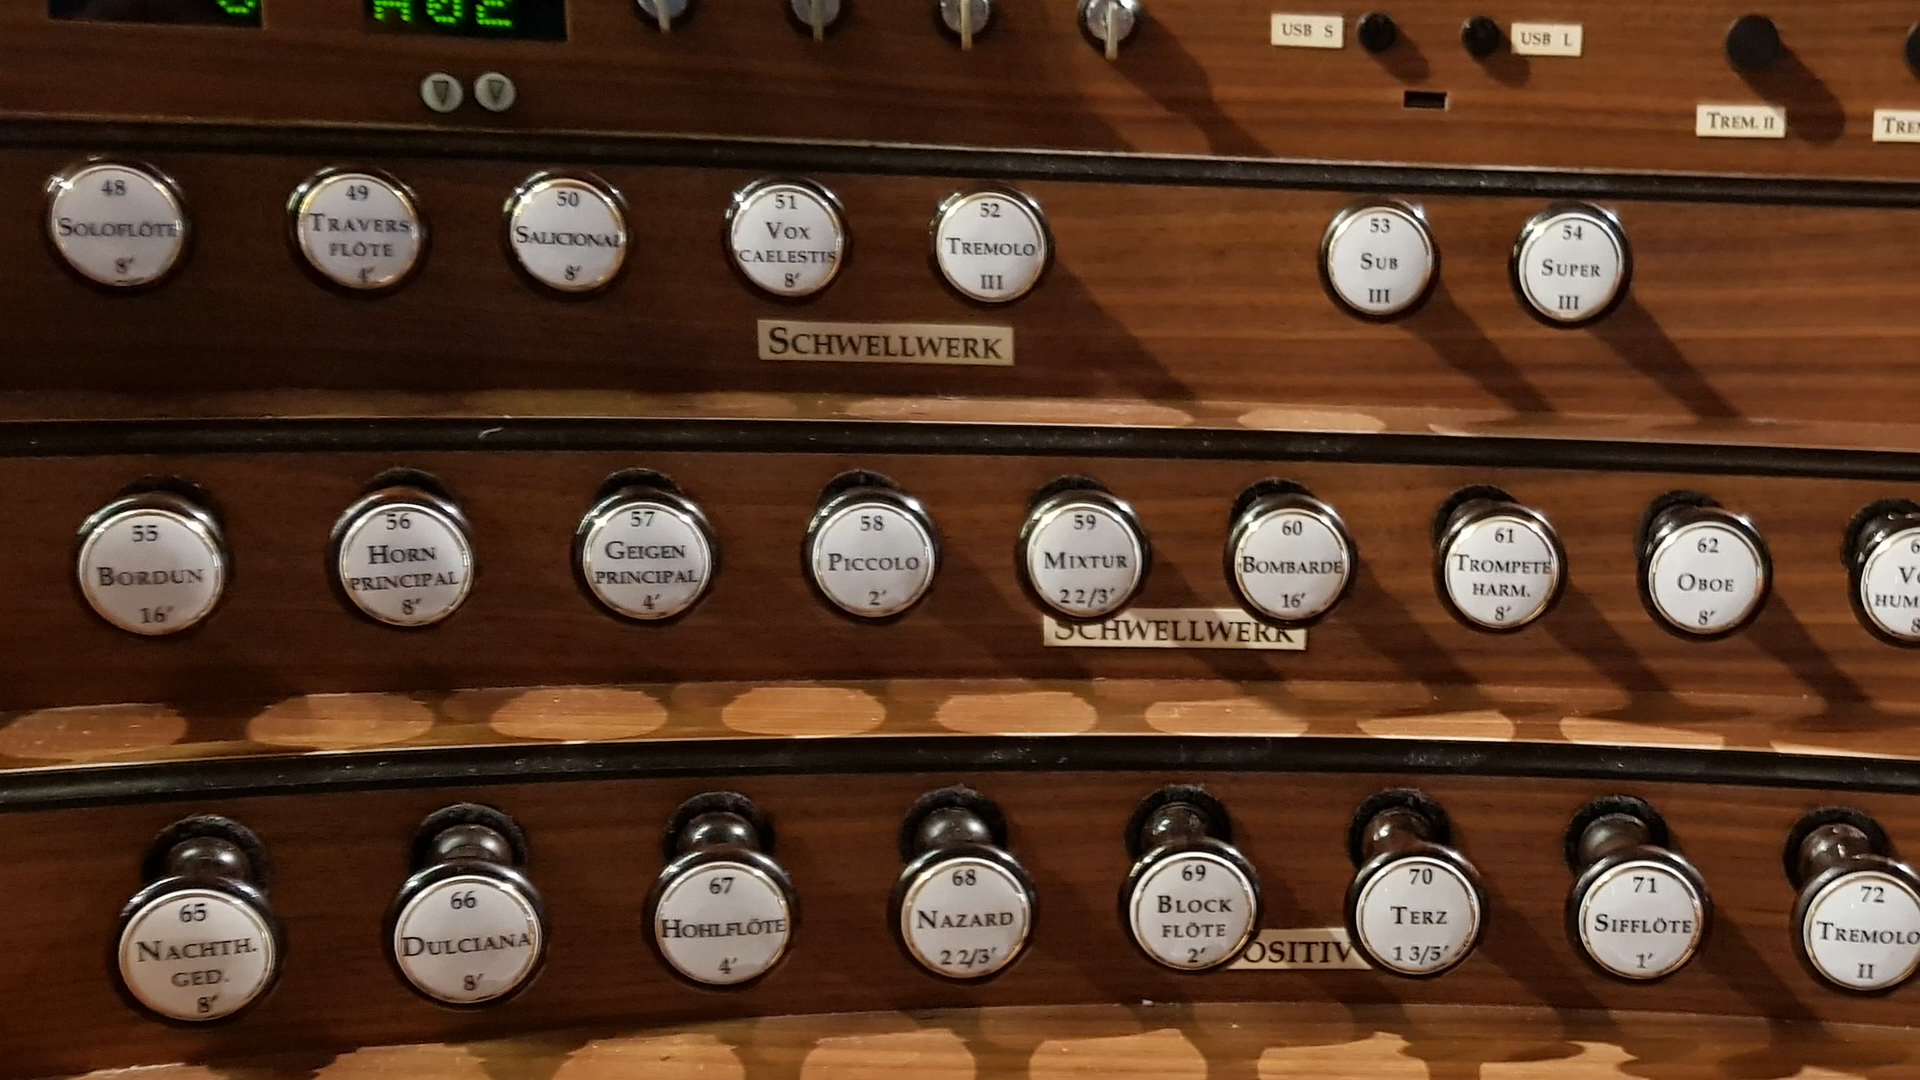 A02
USB S
USB L
TREM. II
48
SOLOFLÖTE
8'
49
TRAVERS
FLÖTE
4'
50
SALICIONAL
8'
51
VOX
CAELESTIS
8'
52
TREMOLO
III
53
SUB
III
54
SUPER
III
SCHWELLWERK
55
BORDUN
16'
56
HORN
PRINCIPAL
8'
57
GEIGEN
PRINCIPAL
4'
58
PICCOLO
2'
59
MIXTUR
2 2/3'
60
BOMBARDE
16'
61
TROMPETE
HARM.
8'
62
OBOE
8'
SCHWELLWERK
65
NACHTH.
GED.
8'
66
DULCIANA
8'
67
HOHLFLÖTE
4'
68
NAZARD
2 2/3'
69
BLOCK
FLÖTE
2'
OSITIV
70
TERZ
1 3/5'
71
SIFFLÖTE
1'
72
TREMOLO
II